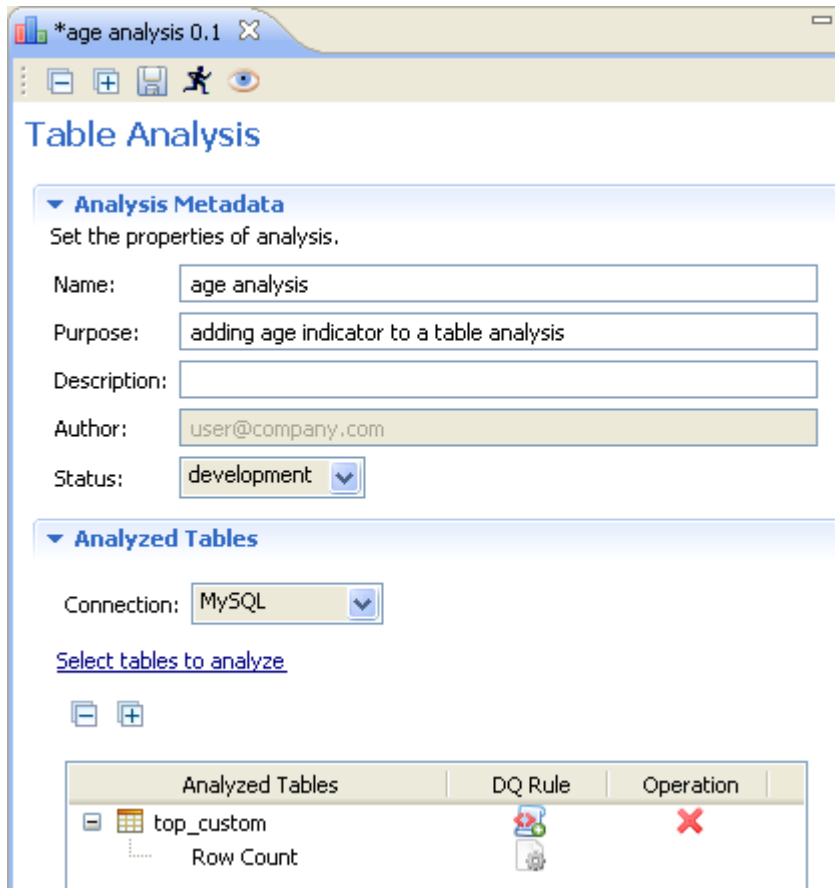 *age analysis 0.1
Table Analysis
Analysis Metadata
Set the properties of analysis.
Name: age analysis
Purpose: adding age indicator to a table analysis
Description:
Author: user@company.com
Status: development
Analyzed Tables
Connection: MySQL
Select tables to analyze
Analyzed Tables DQ Rule Operation
top_custom
Row Count